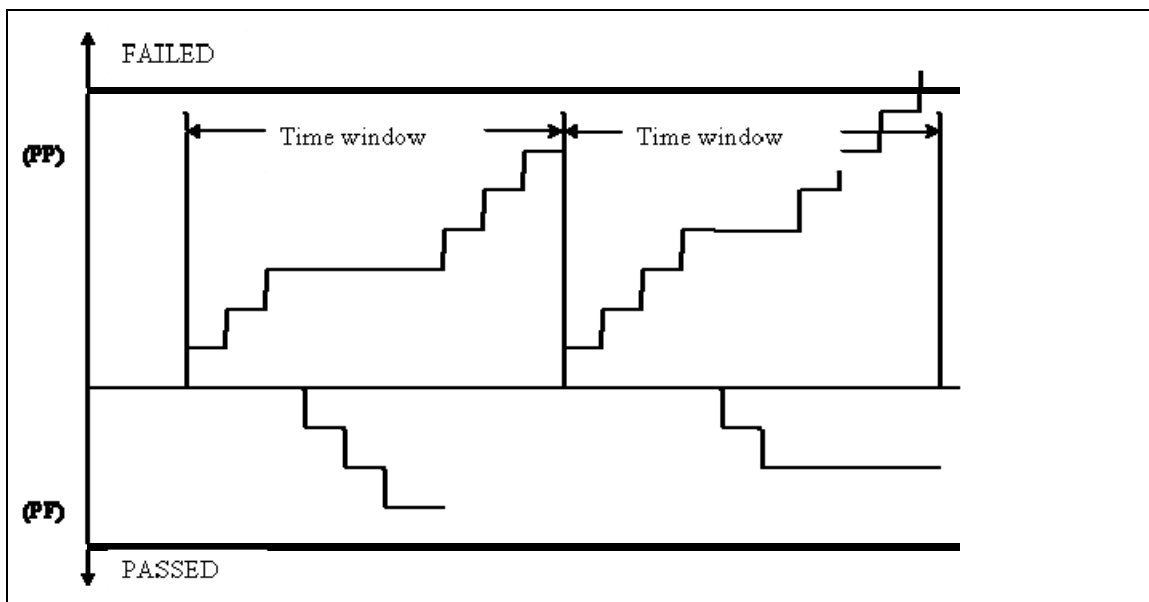 FAILED
Time window
Time window
(PP)
(PF)
PASSED